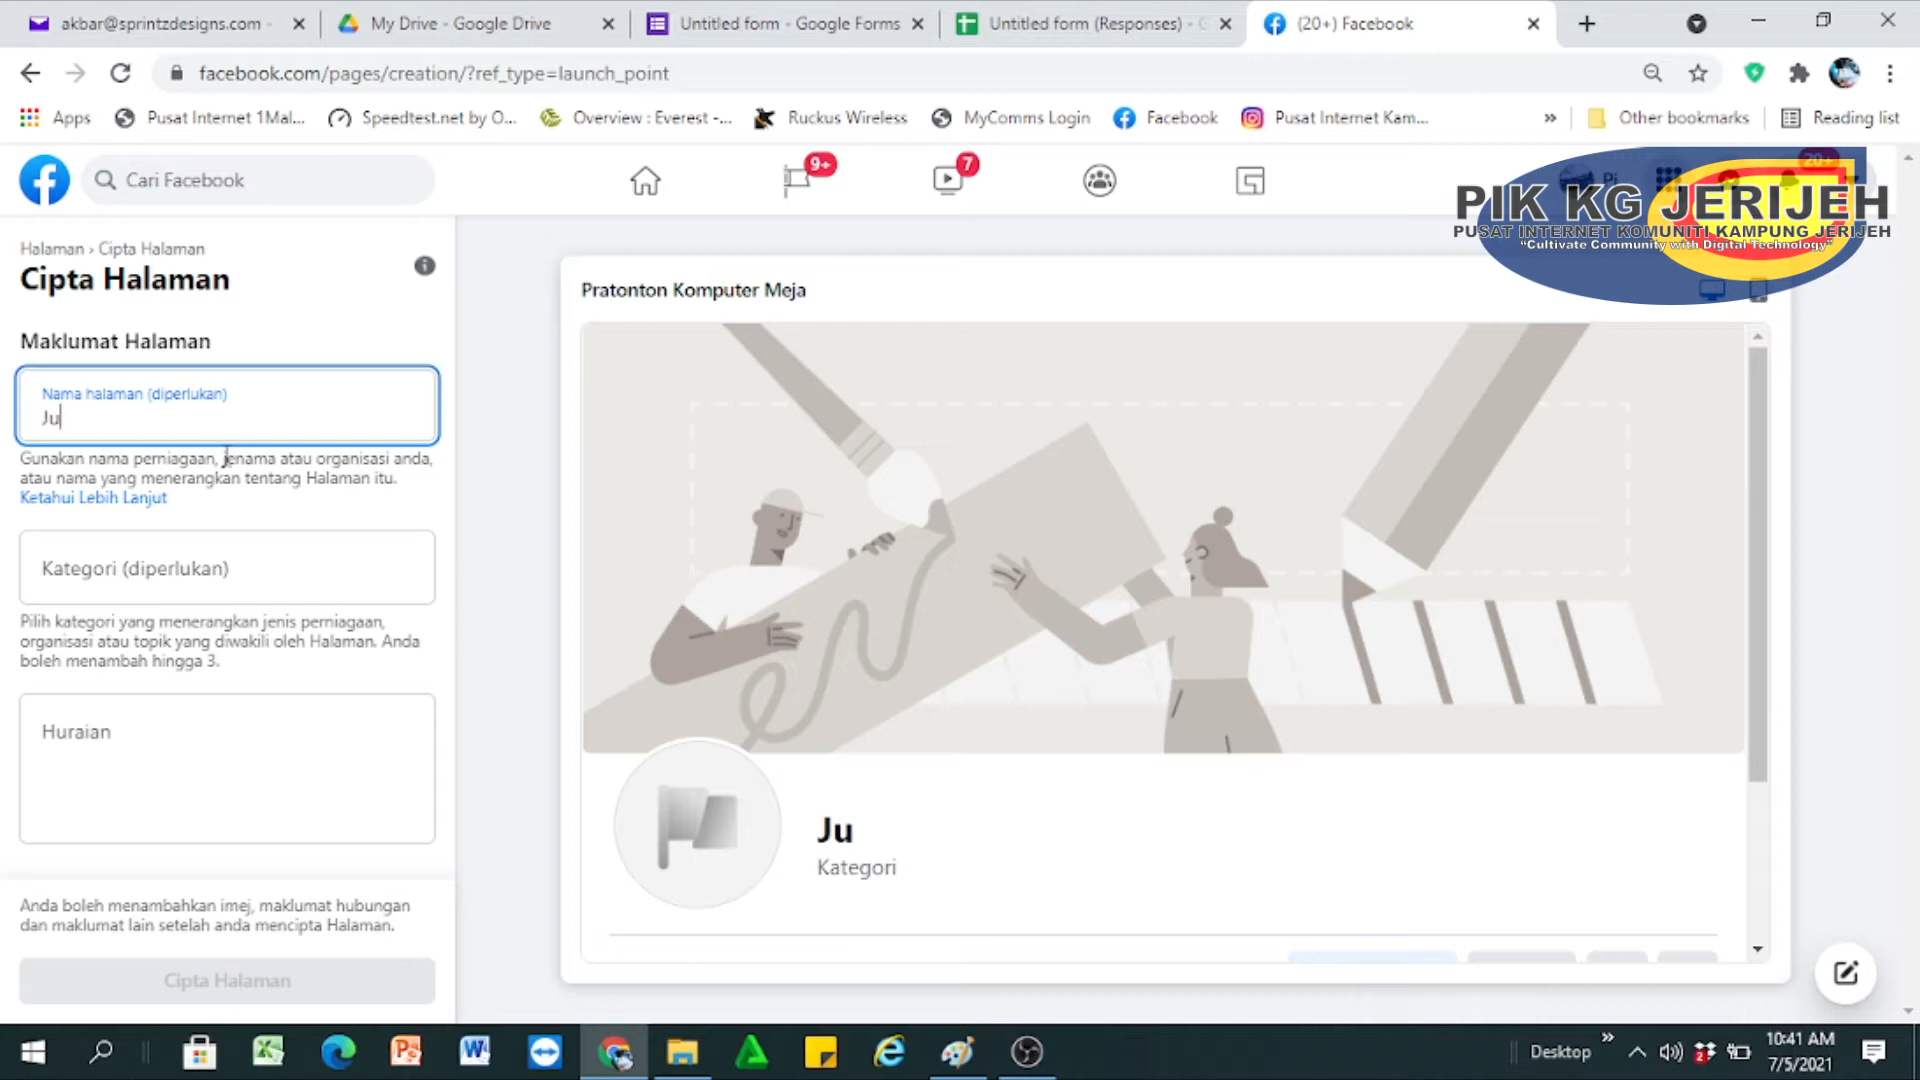 akbar@sprintzdesigns.com -
My Drive - Google Drive
Untitled form - Google Forms
Untitled form (Responses) - G
(20+) Facebook
facebook.com/pages/creation/?ref_type=launch_point
Apps
Pusat Internet 1Mal...
Speedtest.net by O...
Overview : Everest -...
Ruckus Wireless
MyComms Login
Facebook
Pusat Internet Kam...
»
Other bookmarks
Reading list
Cari Facebook
9+
7
20+
Pi
PIK KG JERIJEH
PUSAT INTERNET KOMUNITI KAMPUNG JERIJEH
"Cultivate Community with Digital Technology"
Halaman › Cipta Halaman
Cipta Halaman
Maklumat Halaman
Nama halaman (diperlukan)
Ju
Gunakan nama perniagaan, jenama atau organisasi anda,
atau nama yang menerangkan tentang Halaman itu.
Ketahui Lebih Lanjut
Kategori (diperlukan)
Pilih kategori yang menerangkan jenis perniagaan,
organisasi atau topik yang diwakili oleh Halaman. Anda
boleh menambah hingga 3.
Huraian
Anda boleh menambahkan imej, maklumat hubungan
dan maklumat lain setelah anda mencipta Halaman.
Cipta Halaman
Pratonton Komputer Meja
Ju
Kategori
Desktop
»
10:41 AM
7/5/2021